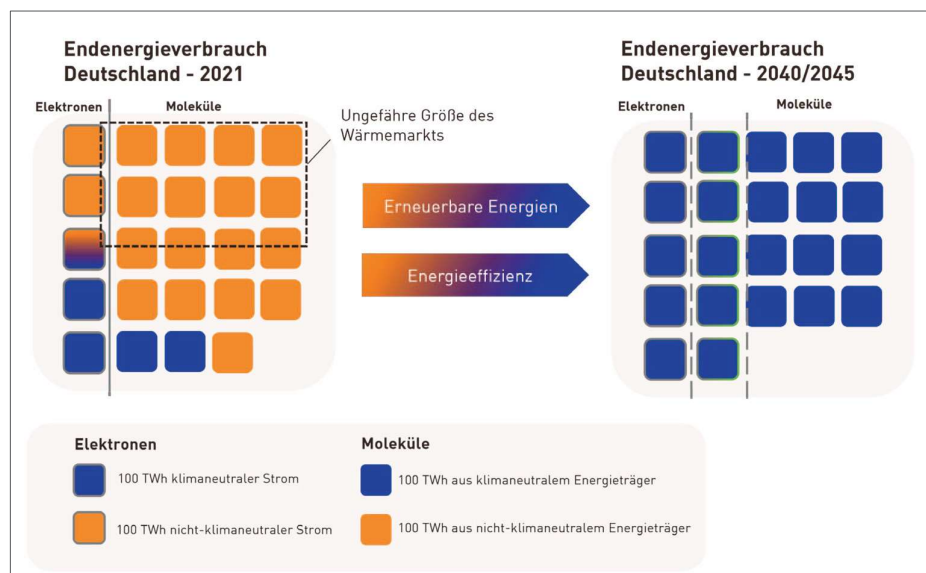 Endenergieverbrauch
Deutschland - 2021
Elektronen
Moleküle
Ungefähre Größe des
Wärmemarkts
Erneuerbare Energien
Energieeffizienz
Endenergieverbrauch
Deutschland - 2040/2045
Elektronen
Moleküle
Elektronen
100 TWh klimaneutraler Strom
100 TWh nicht-klimaneutraler Strom
Moleküle
100 TWh aus klimaneutralem Energieträger
100 TWh aus nicht-klimaneutralem Energieträger